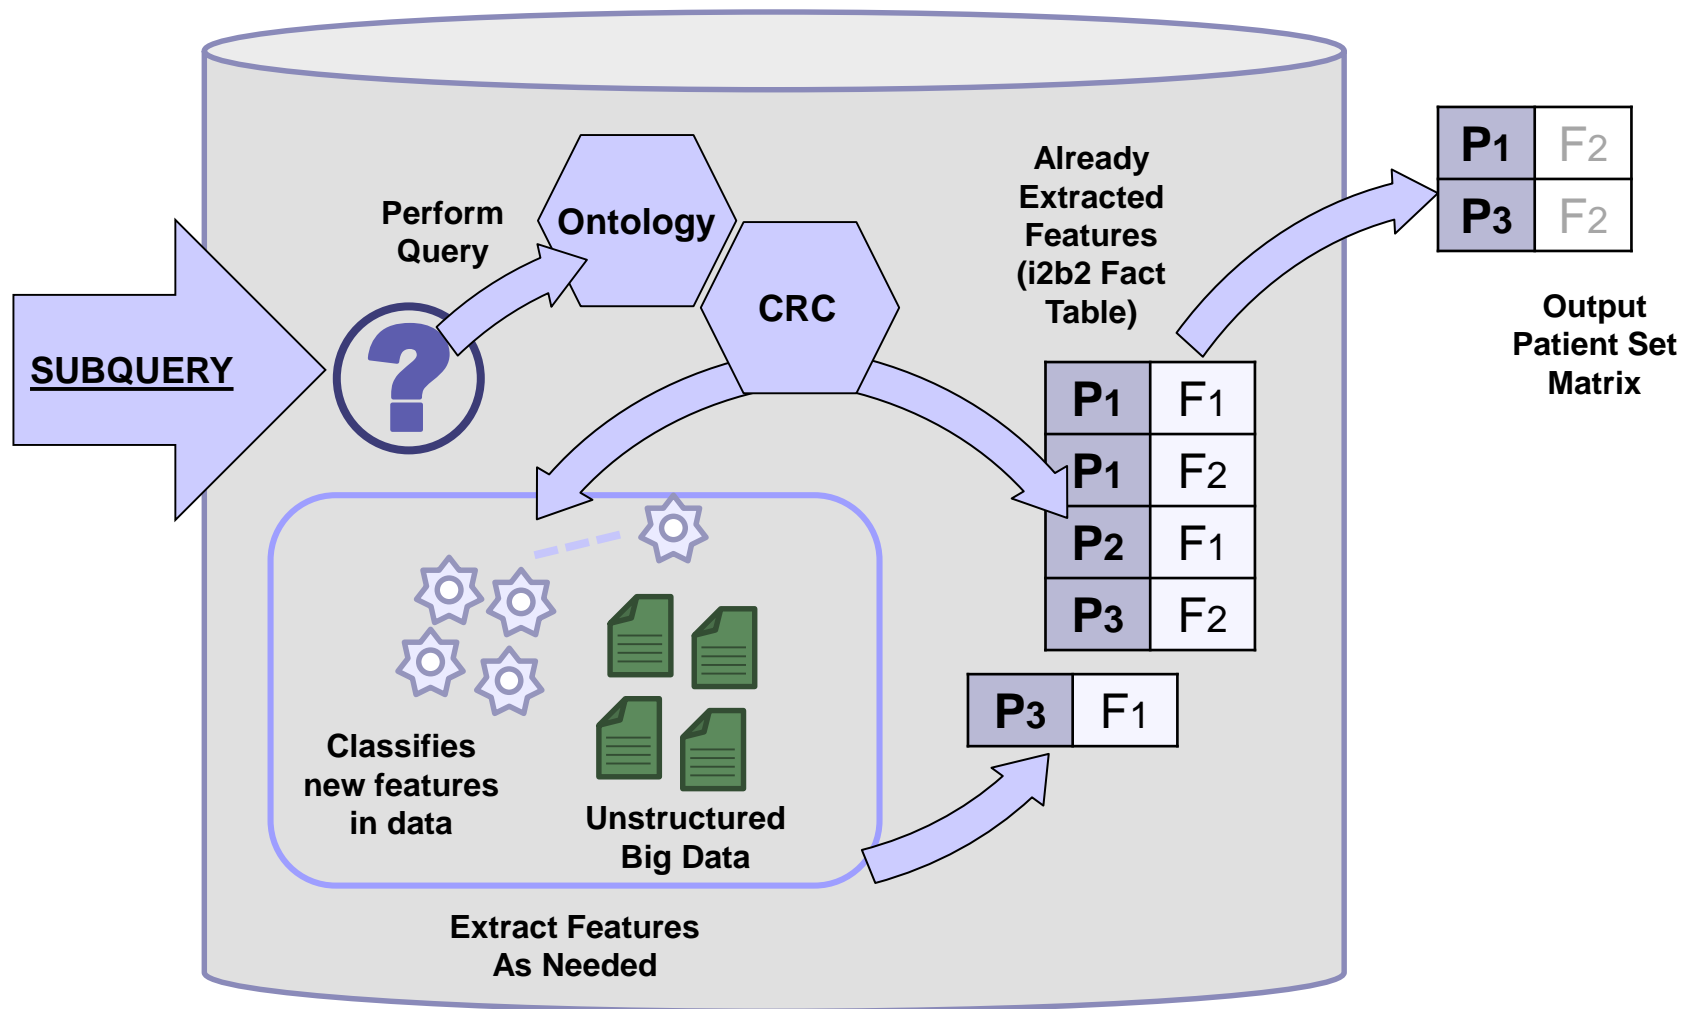 SUBQUERY
Perform
Query
?
Ontology
CRC
Already
Extracted
Features
(i2b2 Fact
Table)
P1 F1
P1 F2
P2 F1
P3 F2
P3 F1
Classifies
new features
in data
Unstructured
Big Data
Extract Features
As Needed
P1 F2
P3 F2
Output
Patient Set
Matrix